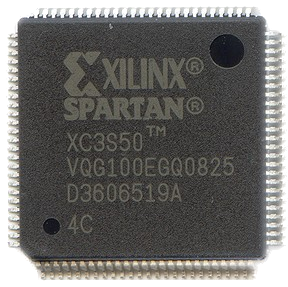 XILINX®
SPARTAN®
XC3S50™
VQG100EGQ0825
D3606519A
4C